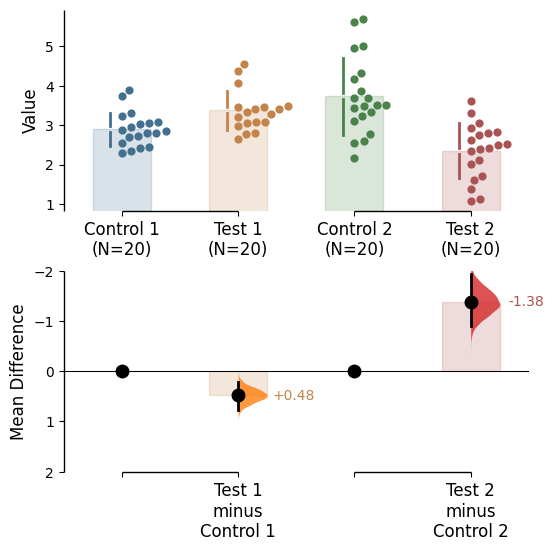 Value
5
4
3
2
1
Control 1 Test 1 Control 2 Test 2
(N=20) (N=20) (N=20) (N=20)
Mean Difference
−2
−1
0
1
2
-1.38
+0.48
Test 1 Test 2
minus minus
Control 1 Control 2